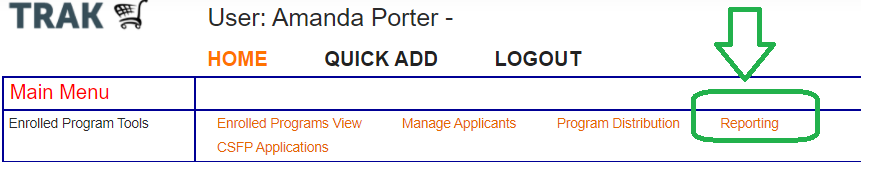 TRAK
User: Amanda Porter -
HOME QUICK ADD LOGOUT
Main Menu
Enrolled Program Tools Enrolled Programs View Manage Applicants Program Distribution Reporting
CSFP Applications